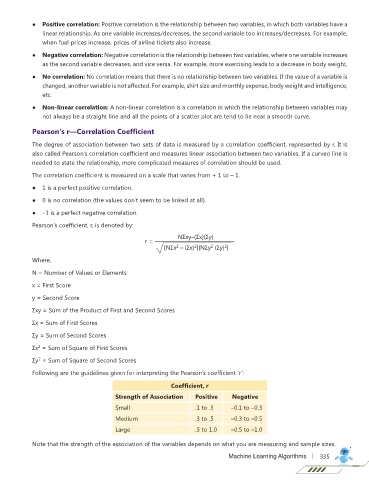 ● Positive correlation: Positive correlation is the relationship between two variables, in which both variables have a
linear relationship. As one variable increases/decreases, the second variable too increases/decreases. For example,
when fuel prices increase, prices of airline tickets also increase.
● Negative correlation: Negative correlation is the relationship between two variables, where one variable increases
as the second variable decreases, and vice versa. For example, more exercising leads to a decrease in body weight.
● No correlation: No correlation means that there is no relationship between two variables. If the value of a variable is
changed, another variable is not affected. For example, shirt size and monthly expense, body weight and intelligence,
etc.
● Non-linear correlation: A non-linear correlation is a correlation in which the relationship between variables may
not always be a straight line and all the points of a scatter plot are tend to lie near a smooth curve.
Pearson's r—Correlation Coefficient
The degree of association between two sets of data is measured by a correlation coefficient, represented by r. It is
also called Pearson's correlation coefficient and measures linear association between two variables. If a curved line is
needed to state the relationship, more complicated measures of correlation should be used.
The correlation coefficient is measured on a scale that varies from + 1 to – 1.
● 1 is a perfect positive correlation.
● 0 is no correlation (the values don't seem to be linked at all).
● –1 is a perfect negative correlation.
Pearson's coefficient, r, is denoted by:
r = NΣxy–(Σx)(Σy) / √[NΣx² – (Σx)²][NΣy² (Σy)²]
Where,
N = Number of Values or Elements
x = First Score
y = Second Score
Σxy = Sum of the Product of First and Second Scores
Σx = Sum of First Scores
Σy = Sum of Second Scores
Σx² = Sum of Square of First Scores
Σy² = Sum of Square of Second Scores
Following are the guidelines given for interpreting the Pearson's coefficient 'r':
Coefficient, r
Strength of Association Positive Negative
Small .1 to .3 –0.1 to –0.3
Medium .3 to .5 –0.3 to –0.5
Large .5 to 1.0 –0.5 to –1.0
Note that the strength of the association of the variables depends on what you are measuring and sample sizes.
Machine Learning Algorithms | 335